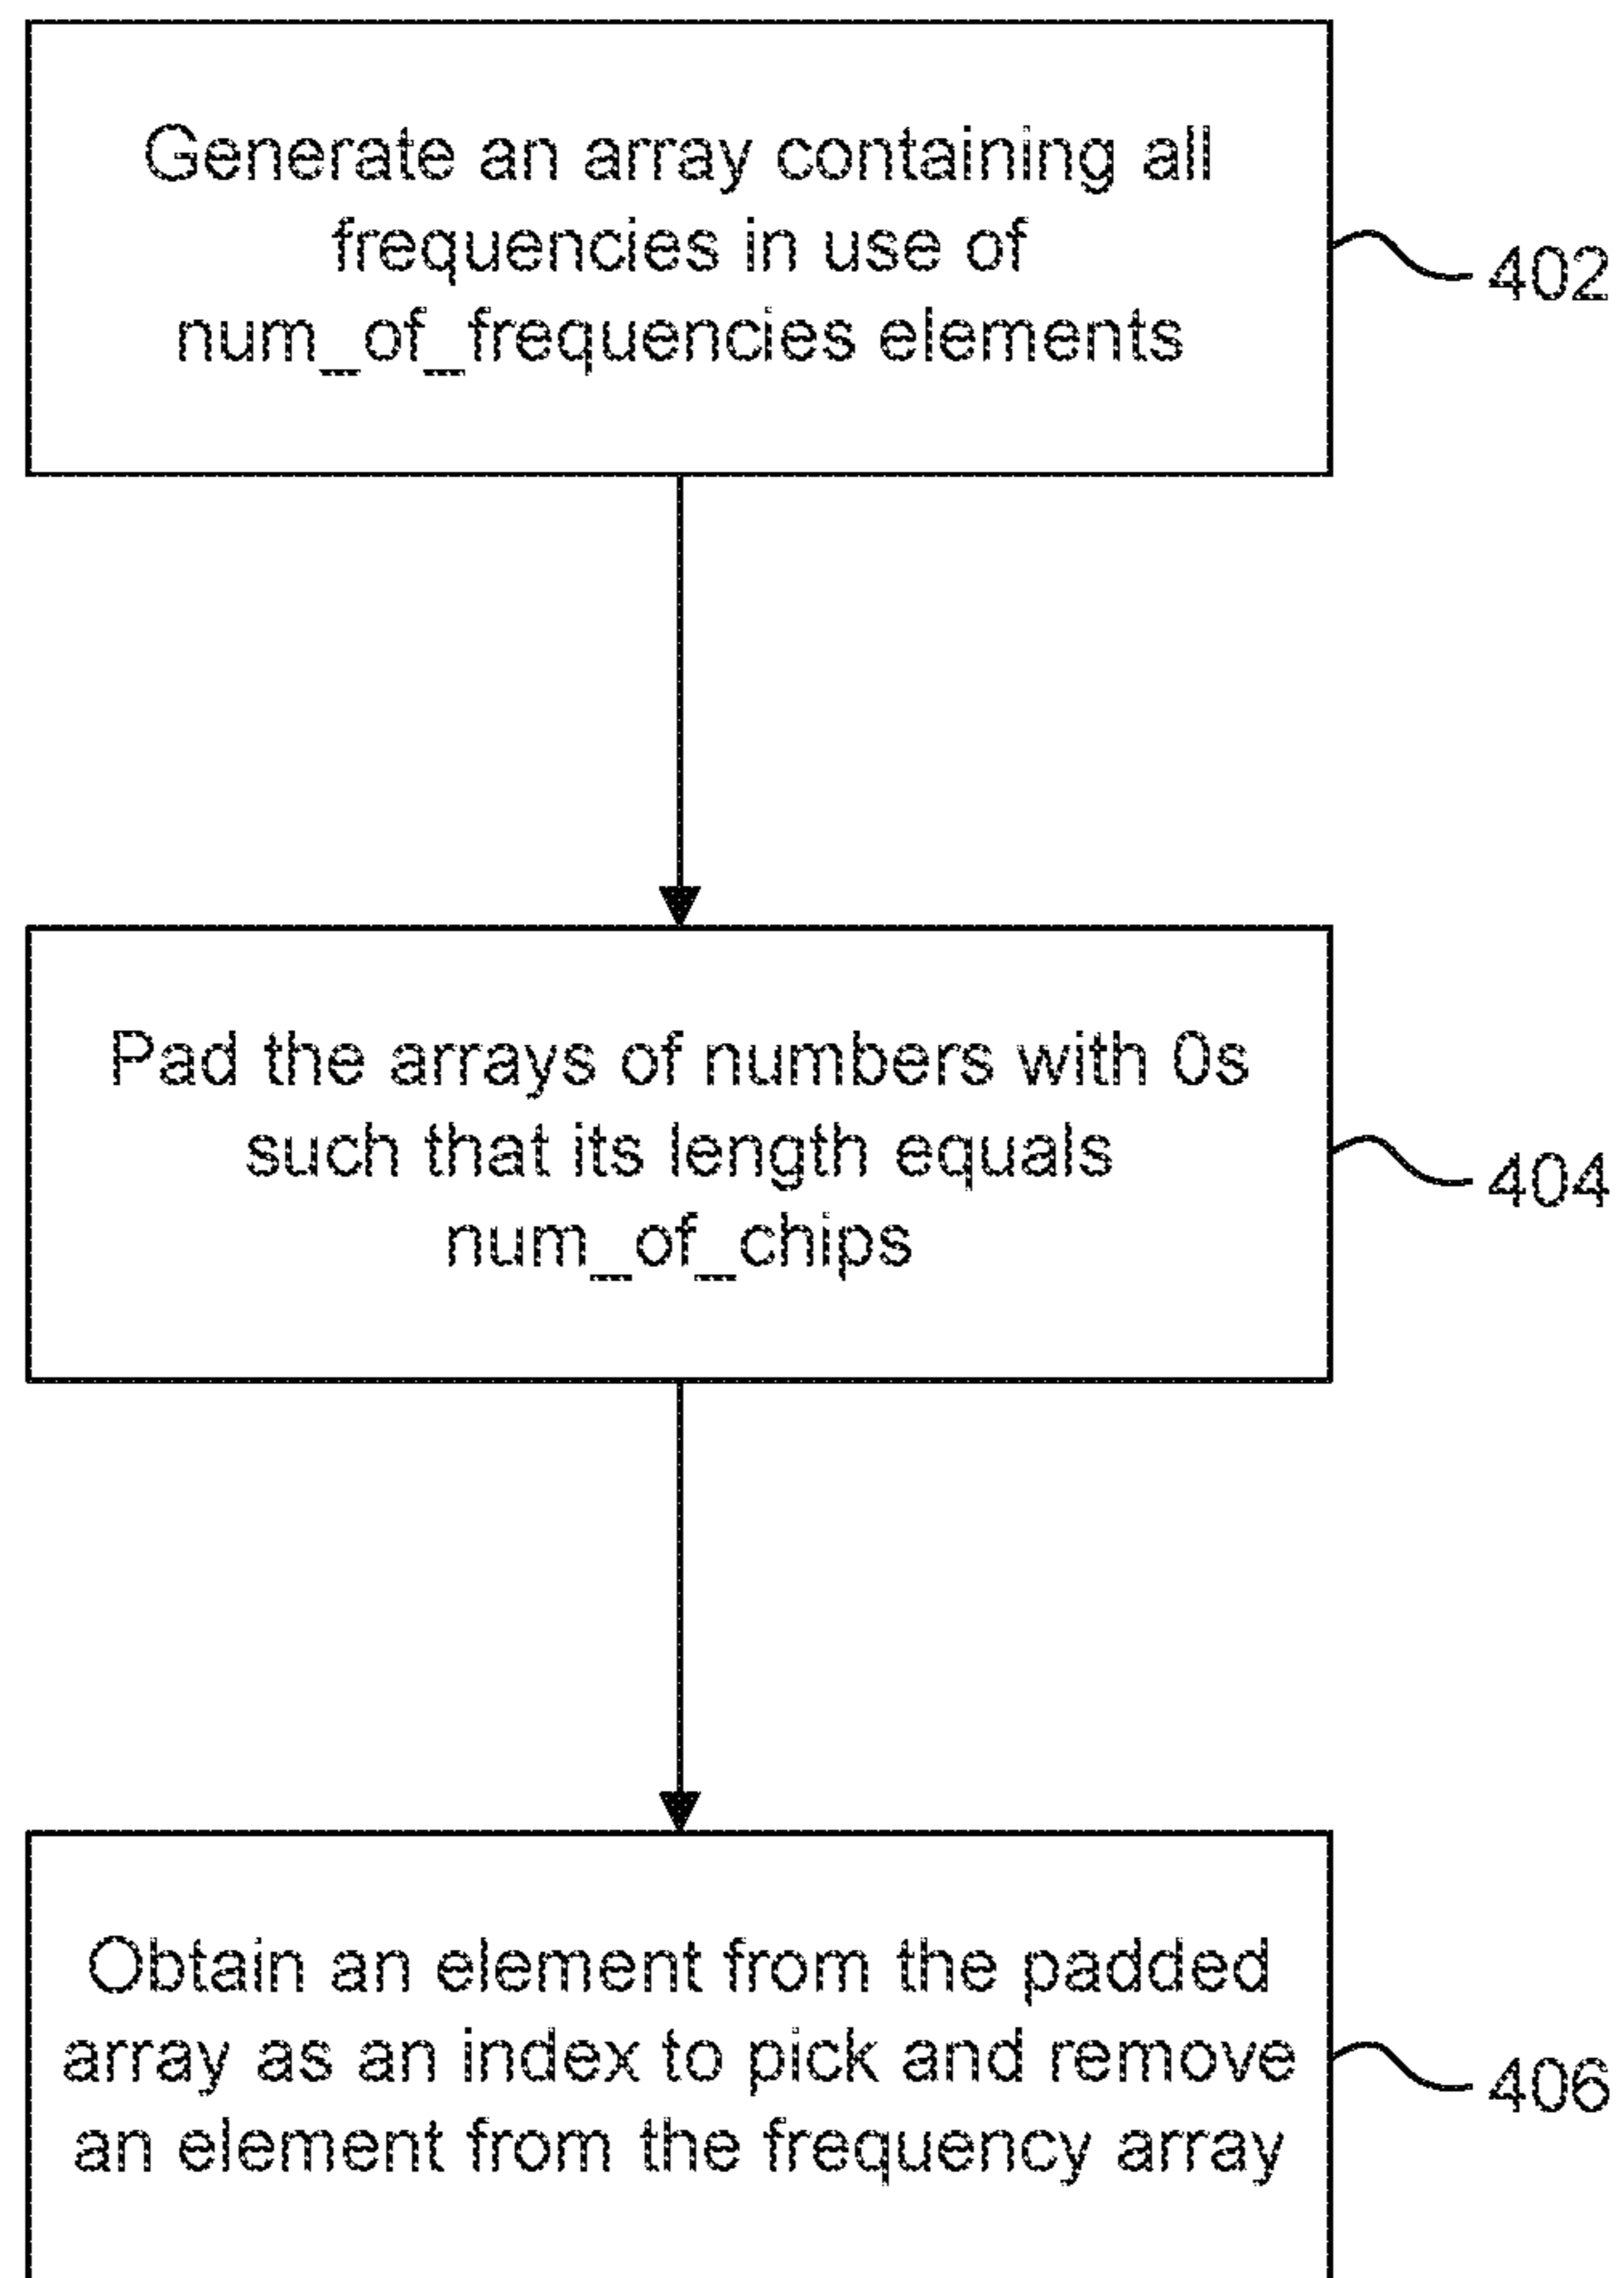 Generate an array containing all
frequencies in use of
num_of_frequencies elements
402
Pad the arrays of numbers with 0s
such that its length equals
num_of_chips
404
Obtain an element from the padded
array as an index to pick and remove
an element from the frequency array
406